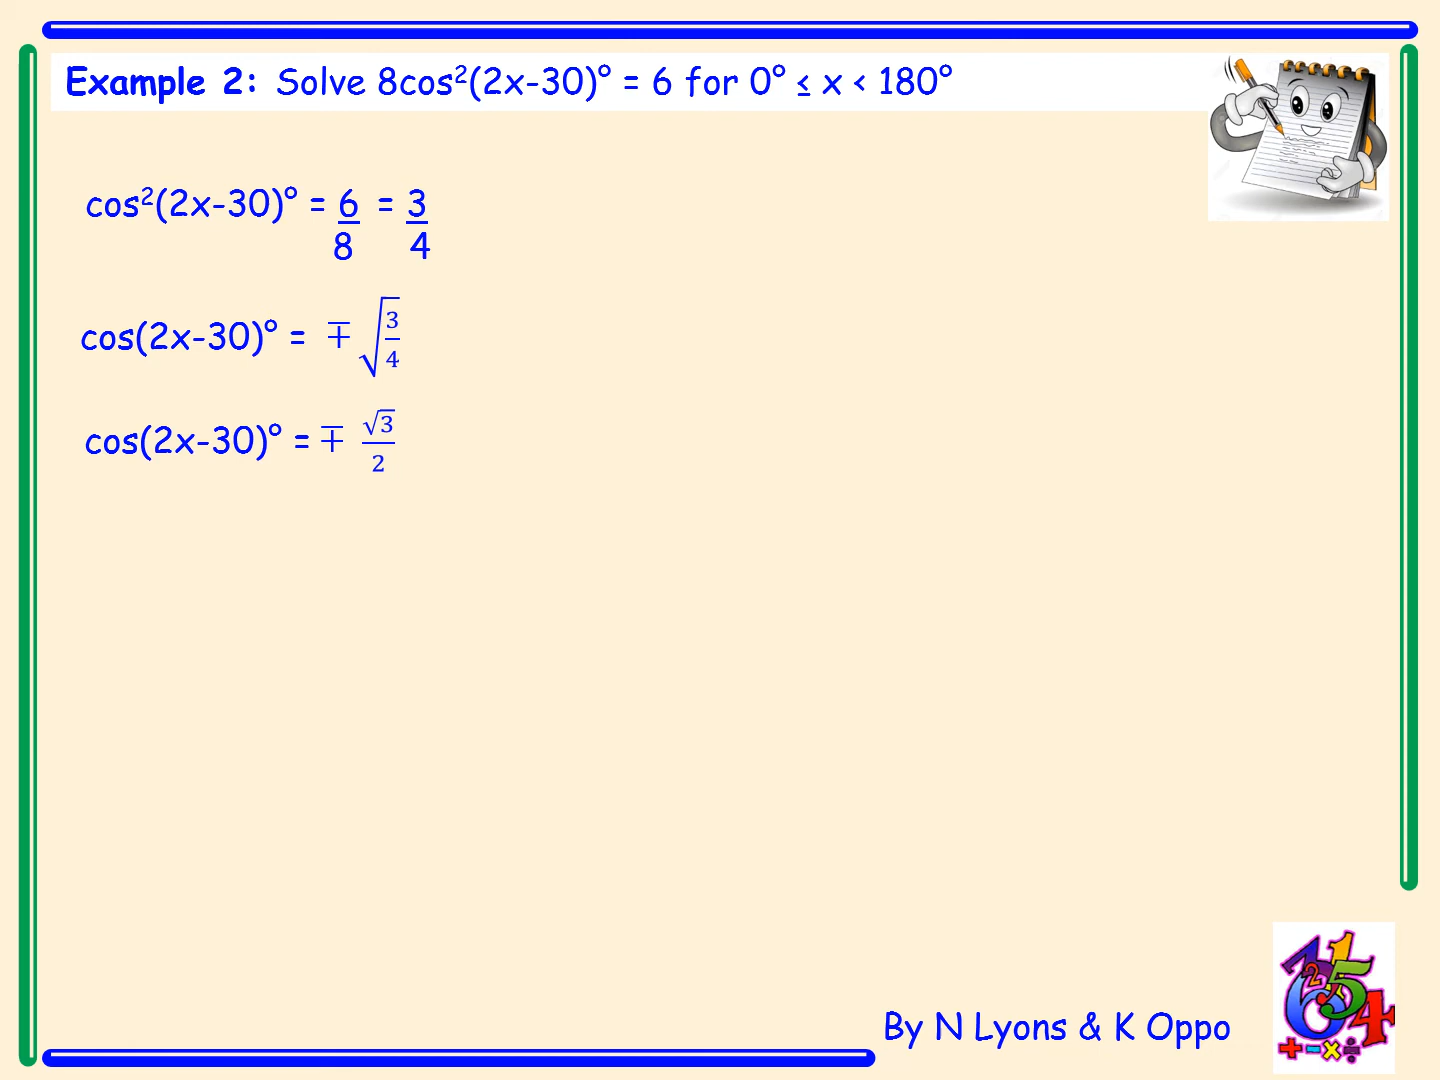 Example 2: Solve 8cos²(2x-30)° = 6 for 0° ≤ x < 180°
cos²(2x-30)° = 6/8 = 3/4
cos(2x-30)° = ∓ √(3/4)
cos(2x-30)° = ∓ √3/2
By N Lyons & K Oppo